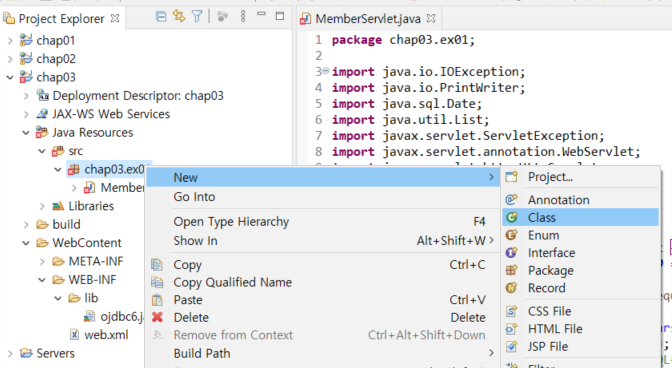 Project Explorer
chap01
chap02
chap03
Deployment Descriptor: chap03
JAX-WS Web Services
Java Resources
src
chap03.ex0
Member
Libraries
build
WebContent
META-INF
WEB-INF
lib
ojdbc6.j
web.xml
Servers
MemberServlet.java
1 package chap03.ex01;
2
3 import java.io.IOException;
4 import java.io.PrintWriter;
5 import java.sql.Date;
6 import java.util.List;
7 import javax.servlet.ServletException;
8 import javax.servlet.annotation.WebServlet;
9 import
New
Go Into
Open Type Hierarchy F4
Show In Alt+Shift+W
Copy Ctrl+C
Copy Qualified Name
Paste Ctrl+V
Delete Delete
Remove from Context Ctrl+Alt+Shift+Down
Build Path
Project...
Annotation
Class
Enum
Interface
Package
Record
CSS File
HTML File
JSP File